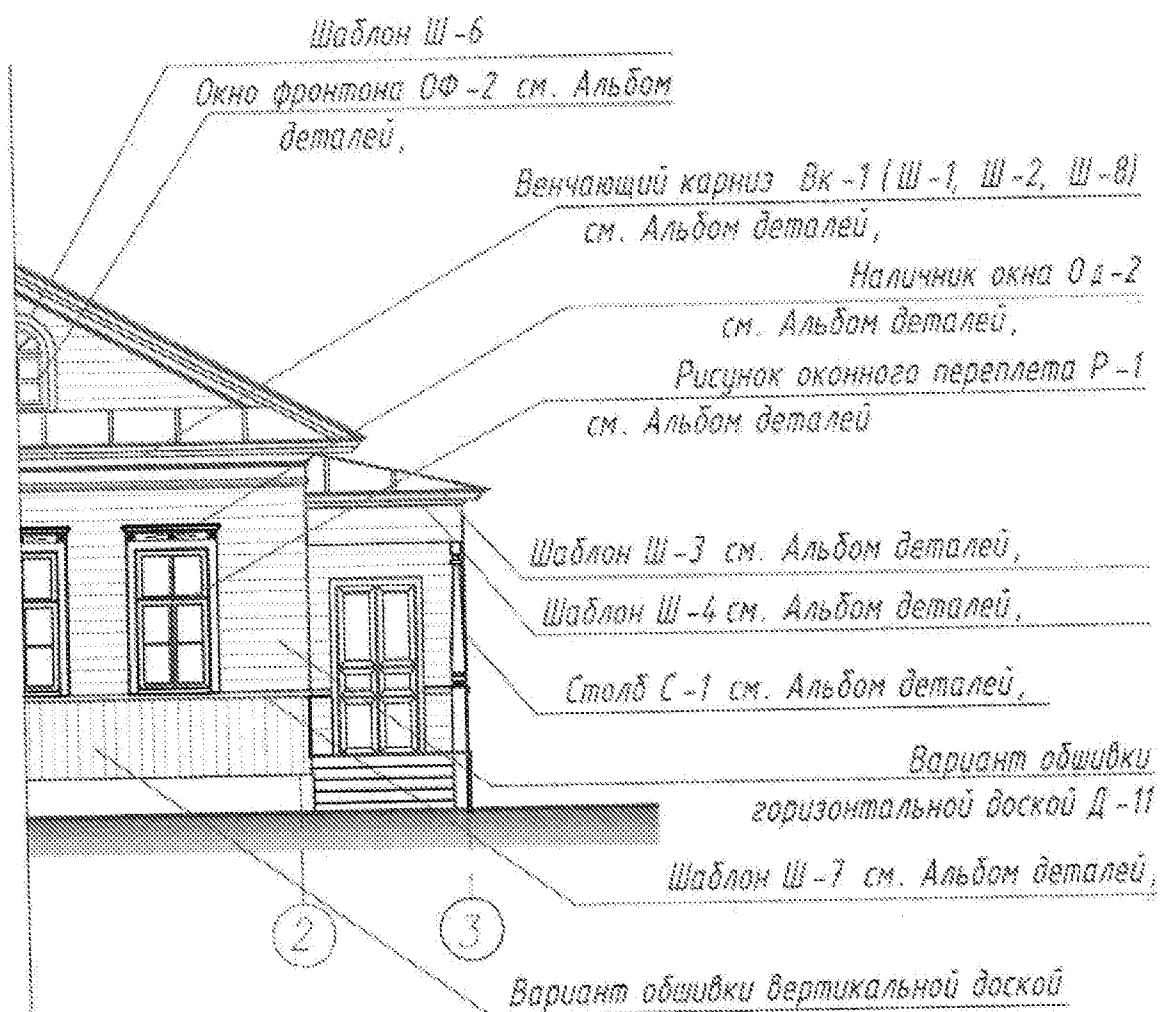 Шаблон Ш-6
Окно фронтона ОФ-2 см. Альбом
деталей,
Венчающий карниз Вк-1 (Ш-1, Ш-2, Ш-8)
см. Альбом деталей,
Наличник окна Од-2
см. Альбом деталей,
Рисунок оконного переплета Р-1
см. Альбом деталей
Шаблон Ш-3 см. Альбом деталей,
Шаблон Ш-4 см. Альбом деталей,
Столб С-1 см. Альбом деталей,
Вариант обшивки
горизонтальной доской Д-11
Шаблон Ш-7 см. Альбом деталей,
2 3
Вариант обшивки вертикальной доской